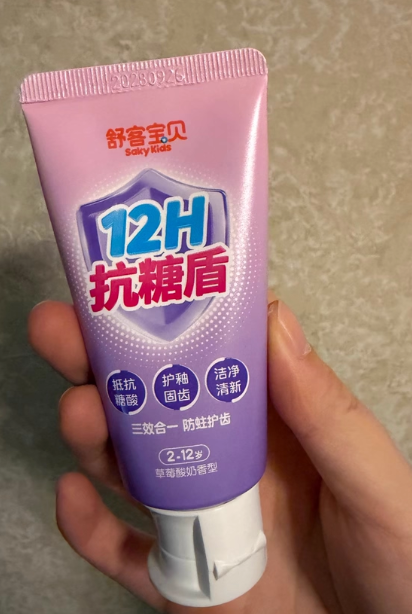 20280926
舒客宝贝
Saky Kids
12H
抗糖盾
抵抗
糖酸
护釉
固齿
洁净
清新
三效合一 防蛀护齿
2-12岁
草莓酸奶香型